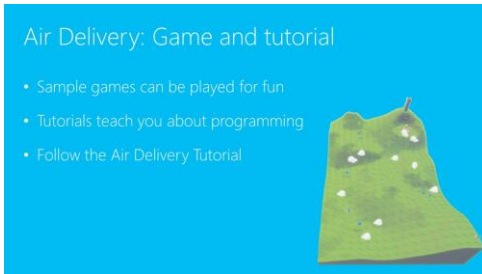 Air Delivery: Game and tutorial
• Sample games can be played for fun
• Tutorials teach you about programming
• Follow the Air Delivery Tutorial